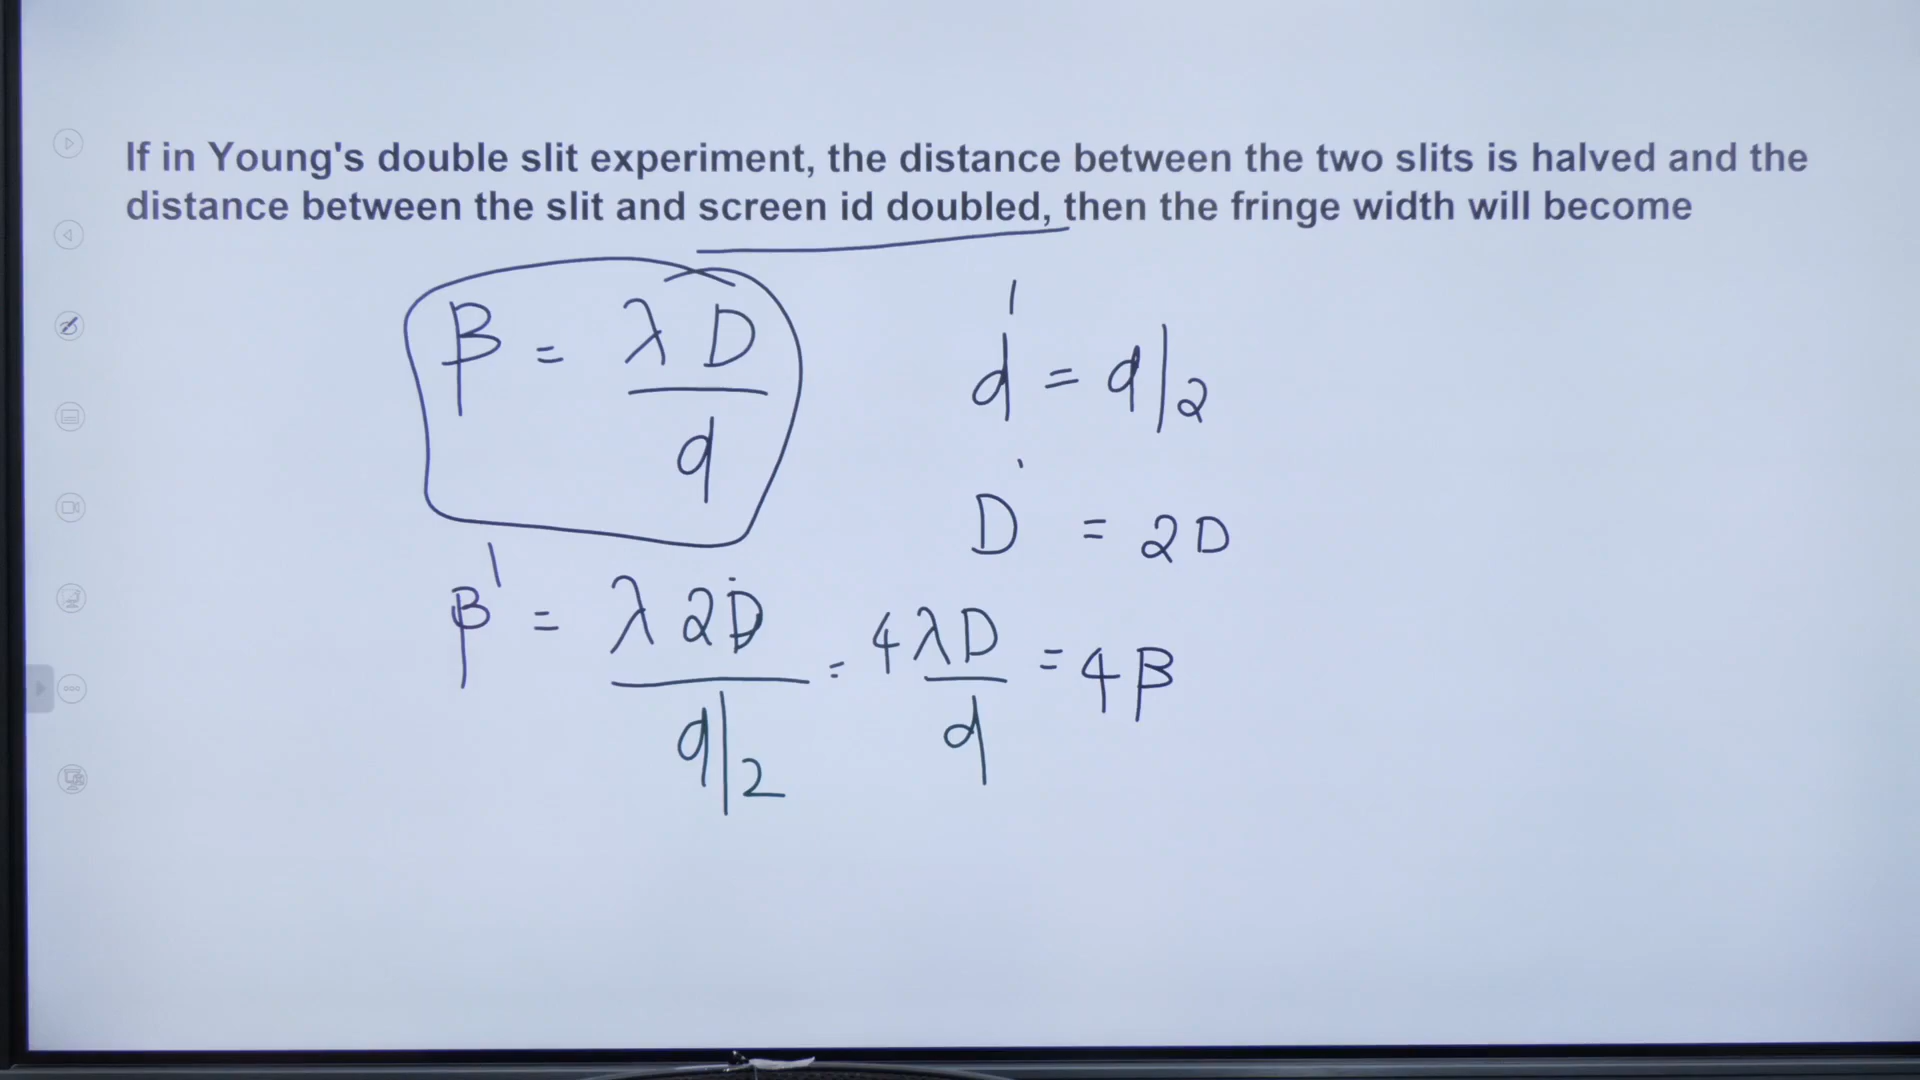 If in Young's double slit experiment, the distance between the two slits is halved and the
distance between the slit and screen id doubled, then the fringe width will become
β = λD/d
d' = d/2
D' = 2D
β' = λ2D/d/2 = 4λD/d = 4β